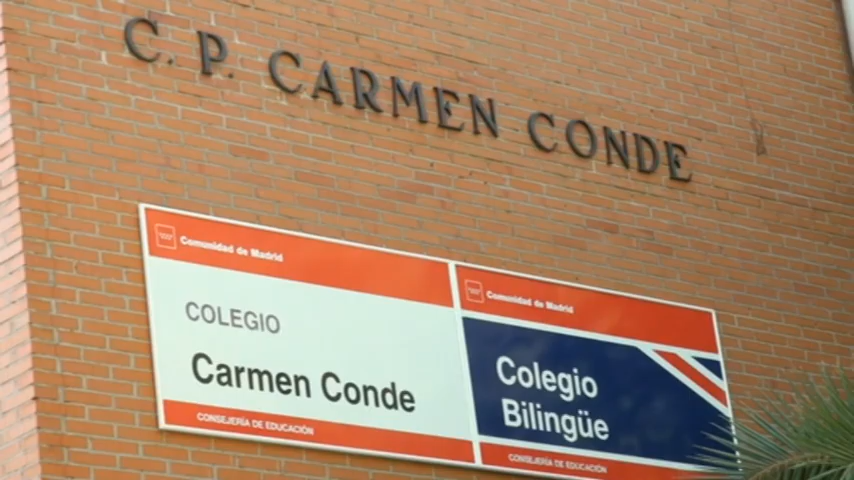 C. P. CARMEN CONDE
Comunidad de Madrid
COLEGIO
Carmen Conde
CONSEJERÍA DE EDUCACIÓN
Comunidad de Madrid
Colegio
Bilingüe
CONSEJERÍA DE EDUCACIÓN